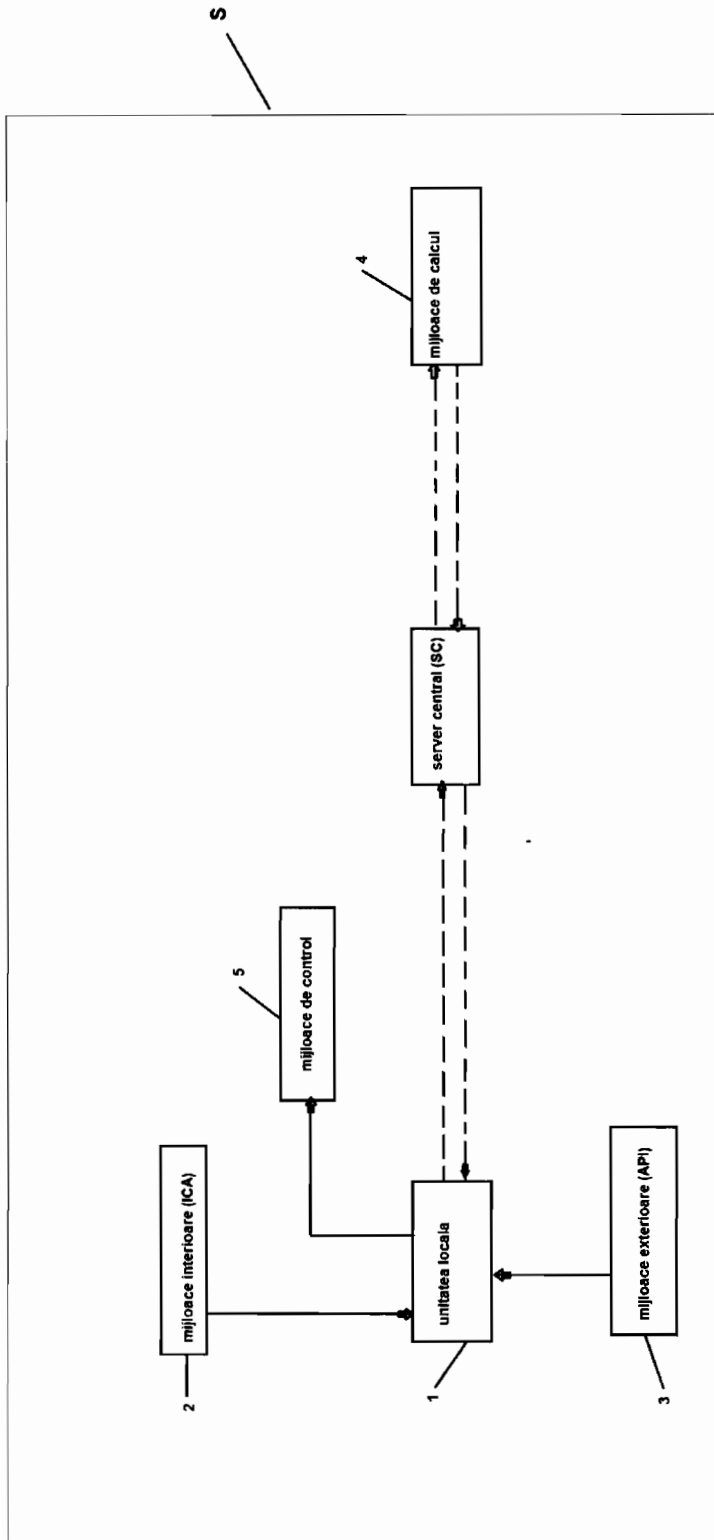 S
mijloace interioare (ICA)
2
mijloace de control
5
unitatea locala
1
server central (SC)
mijloace de calcul
4
mijloace exterioare (API)
3